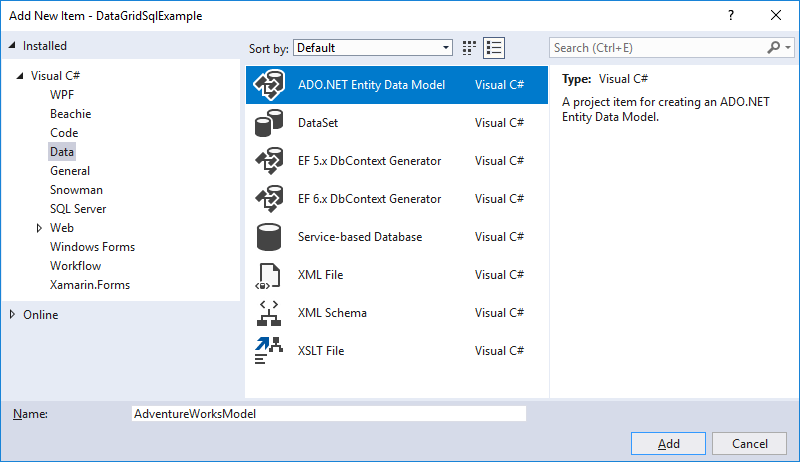 Add New Item - DataGridSqlExample
Installed
Sort by: Default
Search (Ctrl+E)
Visual C#
WPF
Beachie
Code
Data
General
Snowman
SQL Server
Web
Windows Forms
Workflow
Xamarin.Forms
Online
ADO.NET Entity Data Model Visual C#
DataSet Visual C#
EF 5.x DbContext Generator Visual C#
EF 6.x DbContext Generator Visual C#
Service-based Database Visual C#
XML File Visual C#
XML Schema Visual C#
XSLT File Visual C#
Type: Visual C#
A project item for creating an ADO.NET
Entity Data Model.
Name: AdventureWorksModel
Add Cancel